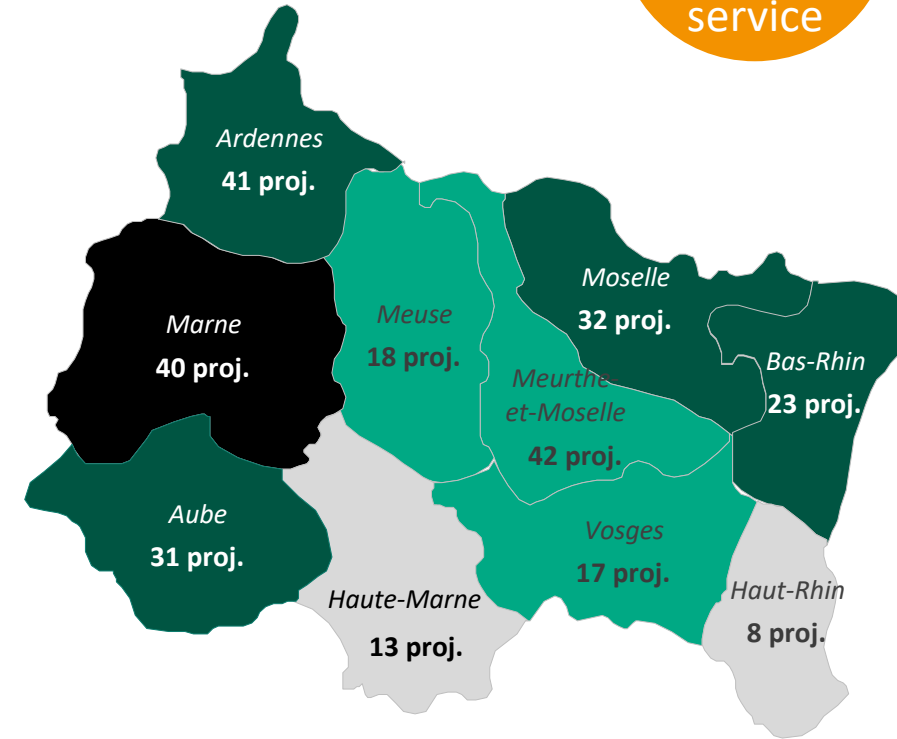 service
Ardennes
41 proj.
Moselle
32 proj.
Marne
40 proj.
Meuse
18 proj.
Bas-Rhin
23 proj.
Meurthe
et-Moselle
42 proj.
Aube
31 proj.
Vosges
17 proj.
Haute-Marne
13 proj.
Haut-Rhin
8 proj.